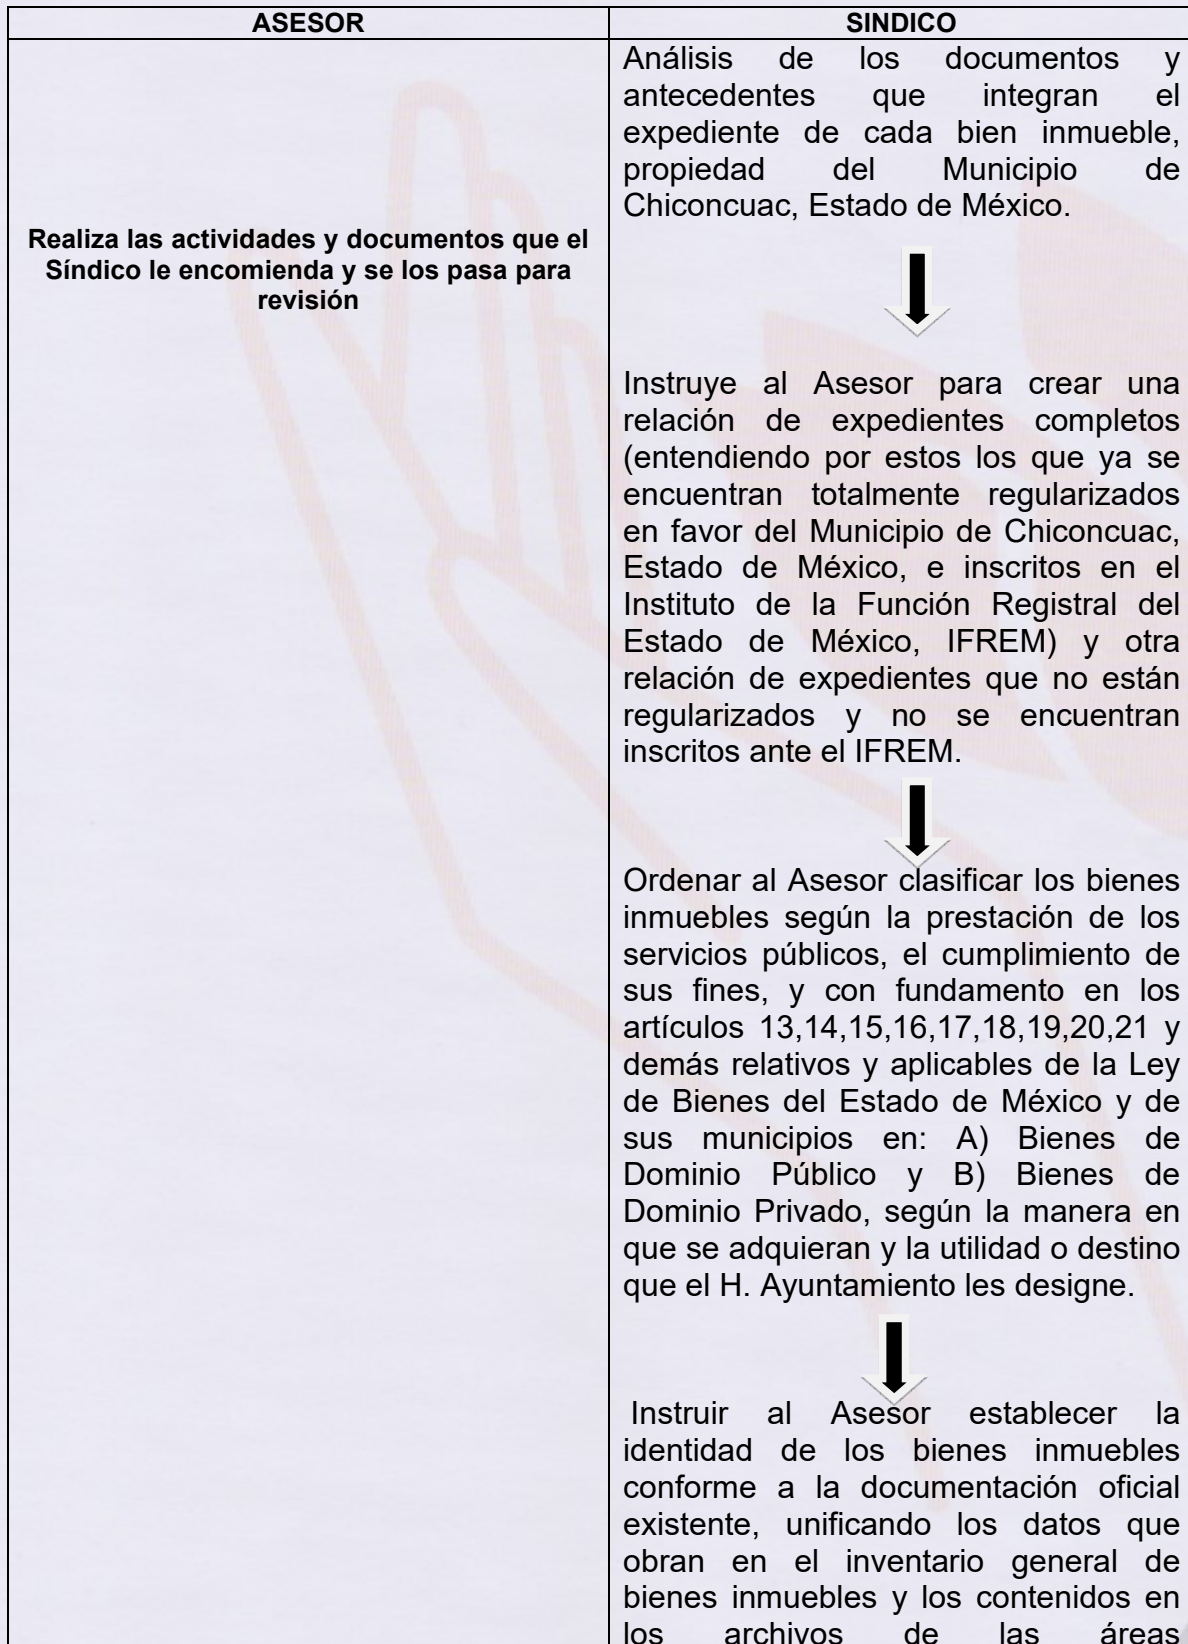 ASESOR
SINDICO
Realiza las actividades y documentos que el
Síndico le encomienda y se los pasa para
revisión
Análisis de los documentos y
antecedentes que integran el
expediente de cada bien inmueble,
propiedad del Municipio de
Chiconcuac, Estado de México.
Instruye al Asesor para crear una
relación de expedientes completos
(entendiendo por estos los que ya se
encuentran totalmente regularizados
en favor del Municipio de Chiconcuac,
Estado de México, e inscritos en el
Instituto de la Función Registral del
Estado de México, IFREM) y otra
relación de expedientes que no están
regularizados y no se encuentran
inscritos ante el IFREM.
Ordenar al Asesor clasificar los bienes
inmuebles según la prestación de los
servicios públicos, el cumplimiento de
sus fines, y con fundamento en los
artículos 13,14,15,16,17,18,19,20,21 y
demás relativos y aplicables de la Ley
de Bienes del Estado de México y de
sus municipios en: A) Bienes de
Dominio Público y B) Bienes de
Dominio Privado, según la manera en
que se adquieran y la utilidad o destino
que el H. Ayuntamiento les designe.
Instruir al Asesor establecer la
identidad de los bienes inmuebles
conforme a la documentación oficial
existente, unificando los datos que
obran en el inventario general de
bienes inmuebles y los contenidos en
los archivos de las áreas